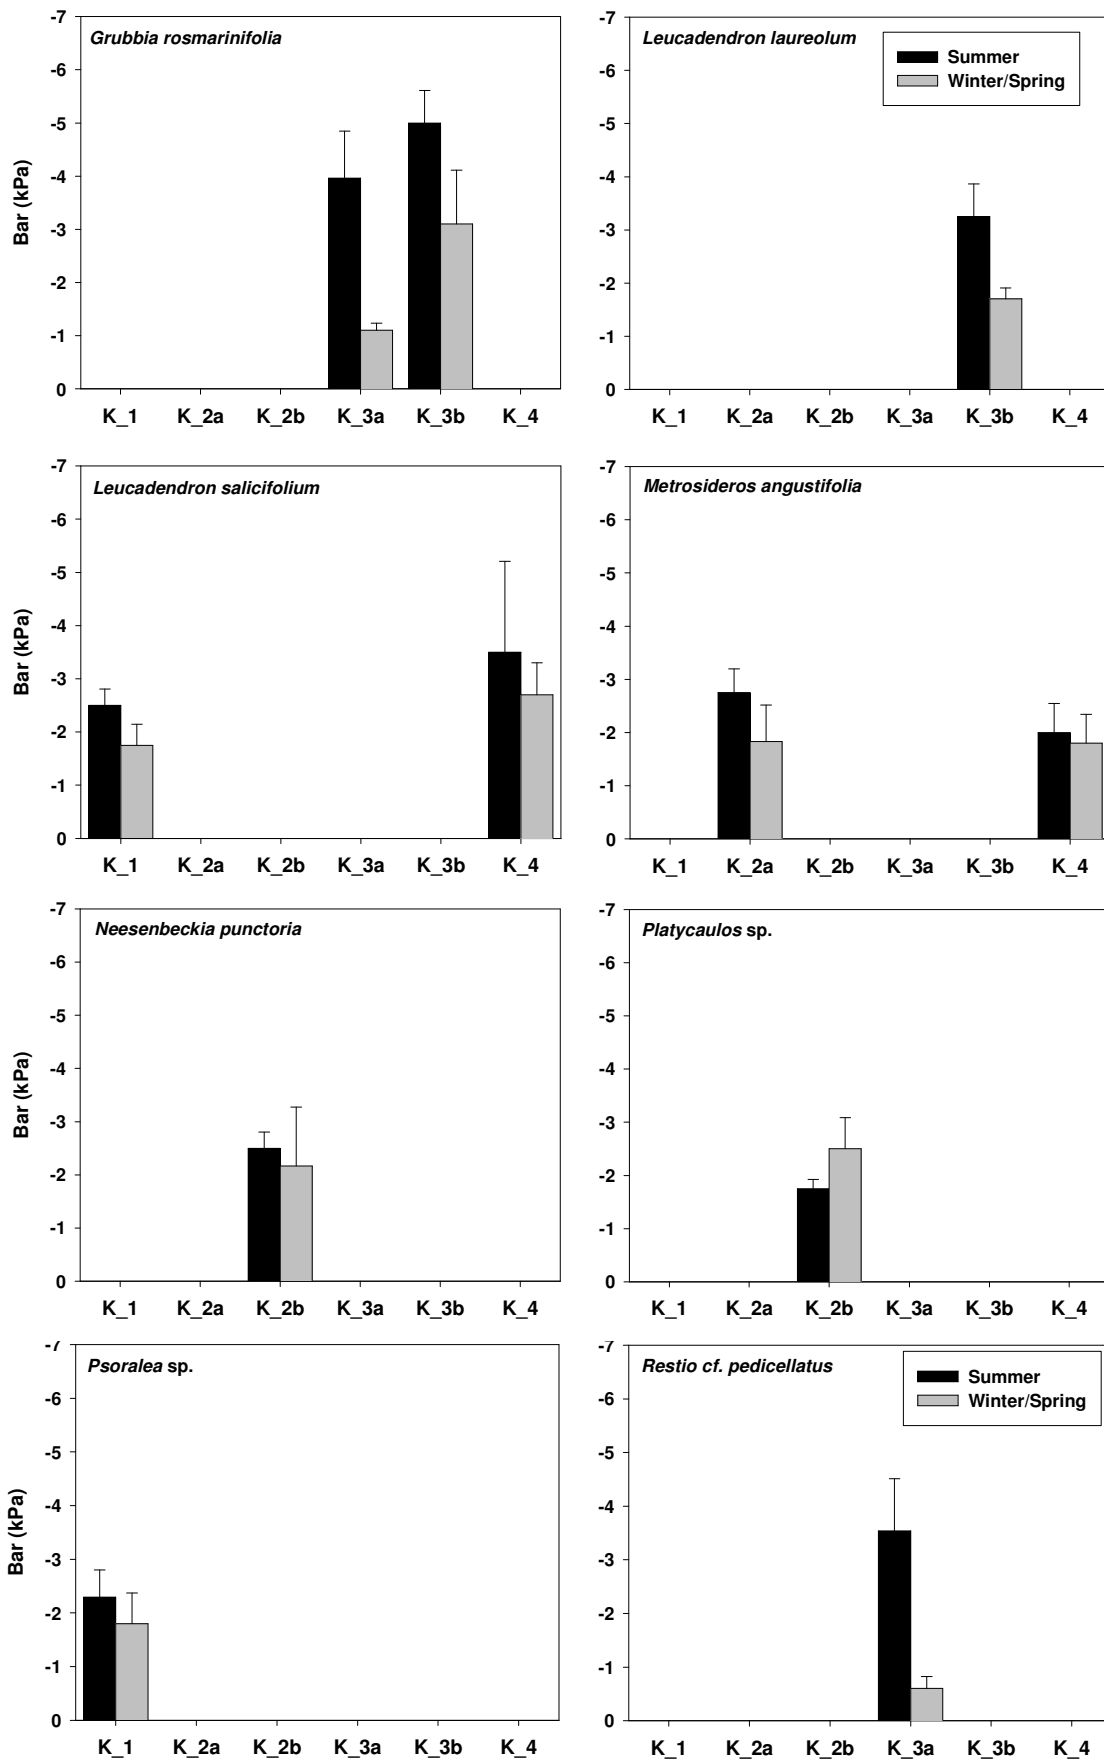 Grubbia rosmarinifolia
Bar (kPa)
-7
-6
-5
-4
-3
-2
-1
0
K_1 K_2a K_2b K_3a K_3b K_4
Leucadendron laureolum
Summer
Winter/Spring
-7
-6
-5
-4
-3
-2
-1
0
K_1 K_2a K_2b K_3a K_3b K_4
Leucadendron salicifolium
Bar (kPa)
-7
-6
-5
-4
-3
-2
-1
0
K_1 K_2a K_2b K_3a K_3b K_4
Metrosideros angustifolia
-7
-6
-5
-4
-3
-2
-1
0
K_1 K_2a K_2b K_3a K_3b K_4
Neesenbeckia punctoria
Bar (kPa)
-7
-6
-5
-4
-3
-2
-1
0
K_1 K_2a K_2b K_3a K_3b K_4
Platycaulos sp.
-7
-6
-5
-4
-3
-2
-1
0
K_1 K_2a K_2b K_3a K_3b K_4
Psoralea sp.
Bar (kPa)
-7
-6
-5
-4
-3
-2
-1
0
K_1 K_2a K_2b K_3a K_3b K_4
Restio cf. pedicellatus
Summer
Winter/Spring
-7
-6
-5
-4
-3
-2
-1
0
K_1 K_2a K_2b K_3a K_3b K_4